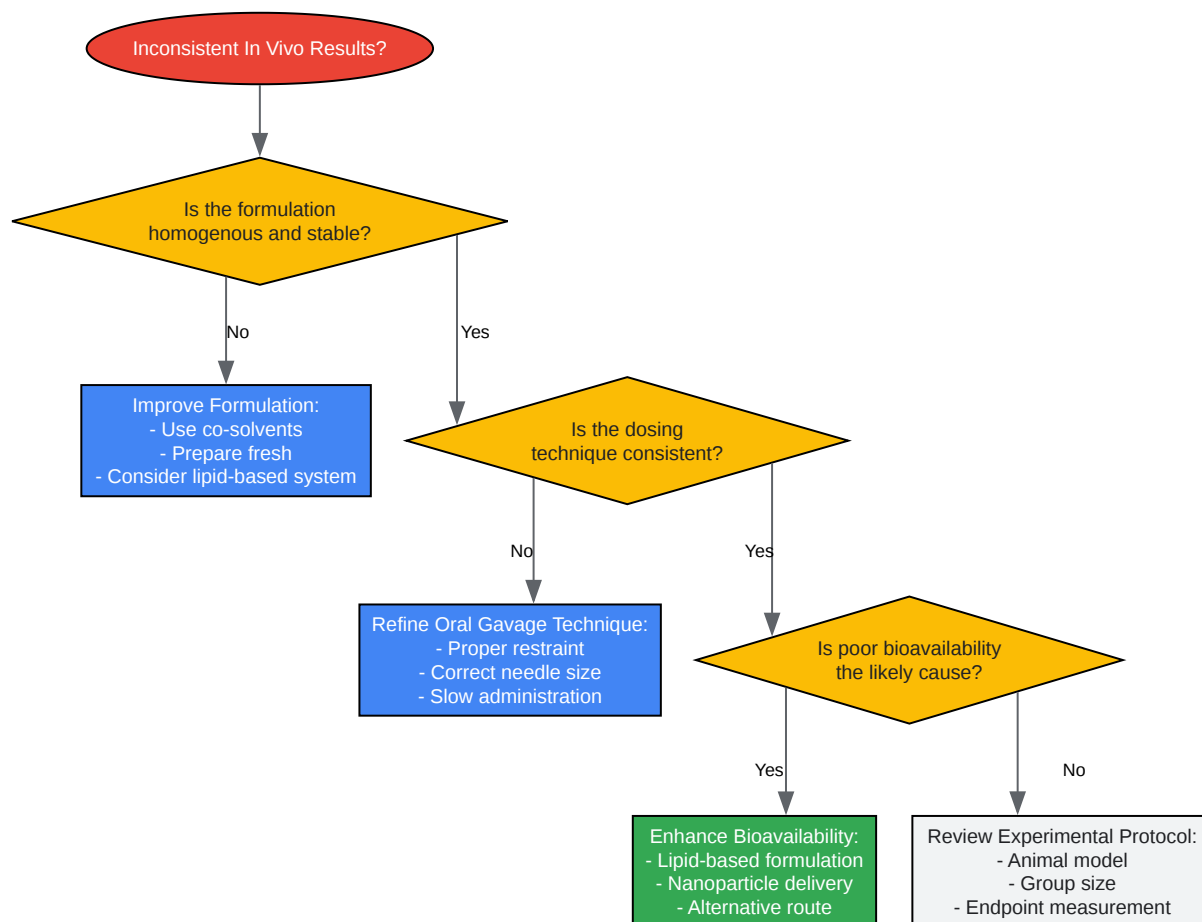 Inconsistent In Vivo Results?
Is the formulation
homogenous and stable?
No
Yes
Improve Formulation:
- Use co-solvents
- Prepare fresh
- Consider lipid-based system
Is the dosing
technique consistent?
No
Yes
Refine Oral Gavage Technique:
- Proper restraint
- Correct needle size
- Slow administration
Is poor bioavailability
the likely cause?
Yes
No
Enhance Bioavailability:
- Lipid-based formulation
- Nanoparticle delivery
- Alternative route
Review Experimental Protocol:
- Animal model
- Group size
- Endpoint measurement